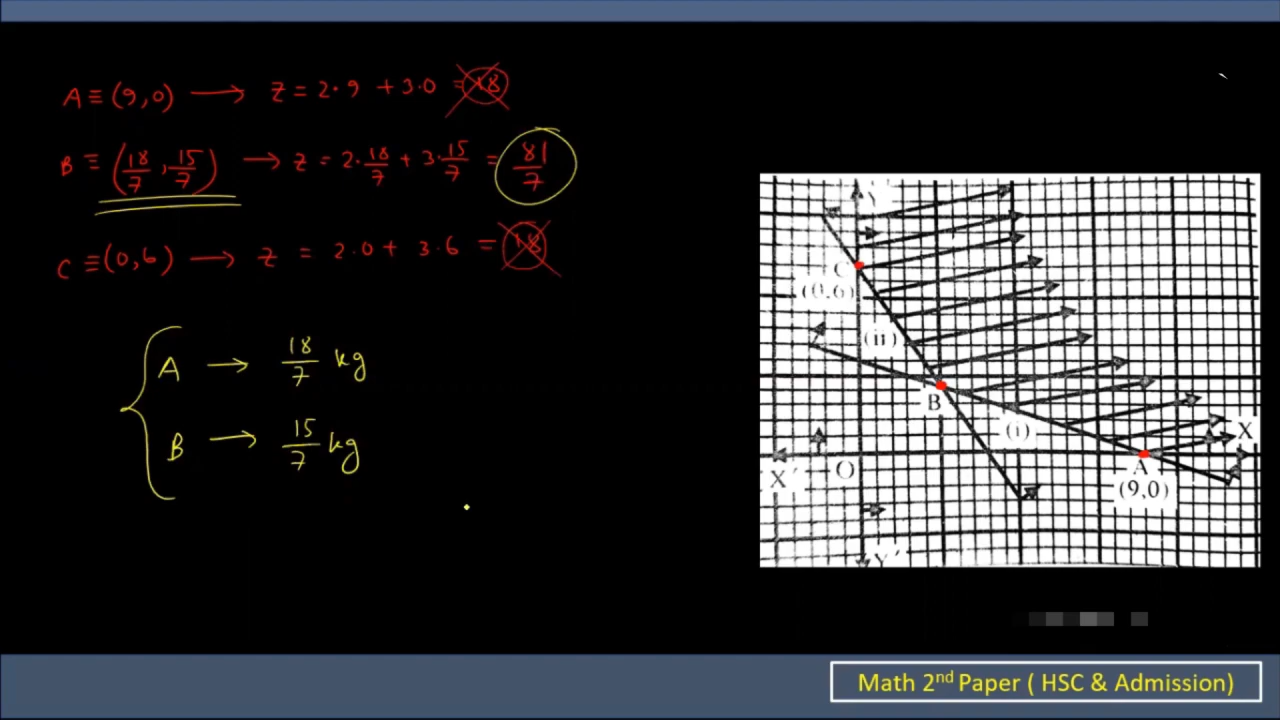 A ≡ (9,0) → z = 2.9 + 3.0 = 18
B ≡ (18/7, 15/7) → z = 2.18/7 + 3.15/7 = 81/7
C ≡ (0,6) → z = 2.0 + 3.6 = 18
A → 18/7 kg
B → 15/7 kg
Y
C
(0,6)
(ii)
B
(i)
X
X′
O
A
(9,0)
Y′
Math 2nd Paper ( HSC & Admission)